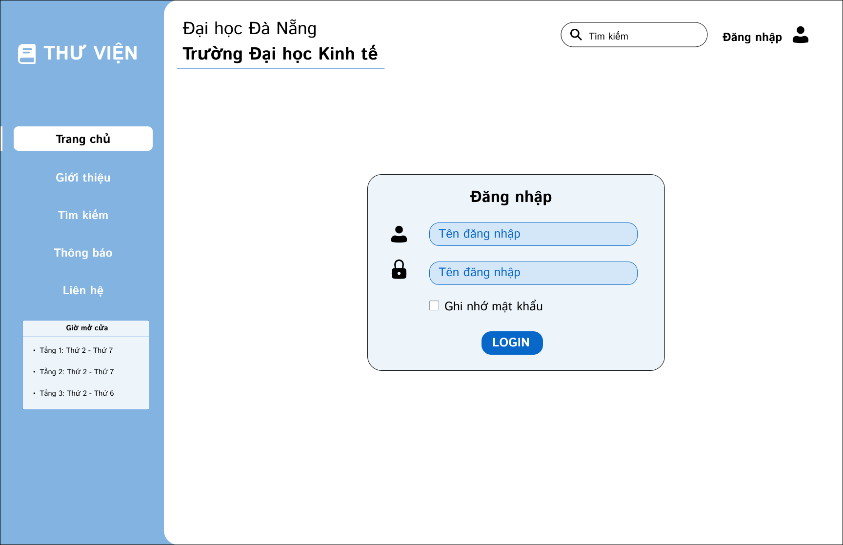 THƯ VIỆN
Đại học Đà Nẵng
Trường Đại học Kinh tế
Tìm kiếm
Đăng nhập
Trang chủ
Giới thiệu
Tìm kiếm
Thông báo
Liên hệ
Giờ mở cửa
• Tầng 1: Thứ 2 - Thứ 7
• Tầng 2: Thứ 2 - Thứ 7
• Tầng 3: Thứ 2 - Thứ 6
Đăng nhập
Tên đăng nhập
Tên đăng nhập
Ghi nhớ mật khẩu
LOGIN